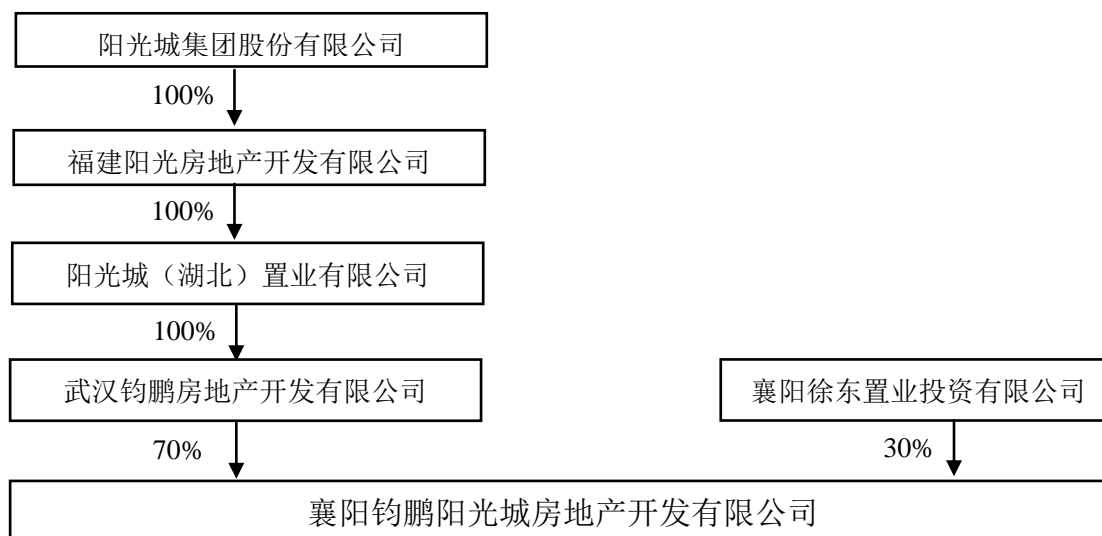 阳光城集团股份有限公司
100%
福建阳光房地产开发有限公司
100%
阳光城（湖北）置业有限公司
100%
武汉钧鹏房地产开发有限公司
襄阳徐东置业投资有限公司
70%
30%
襄阳钧鹏阳光城房地产开发有限公司